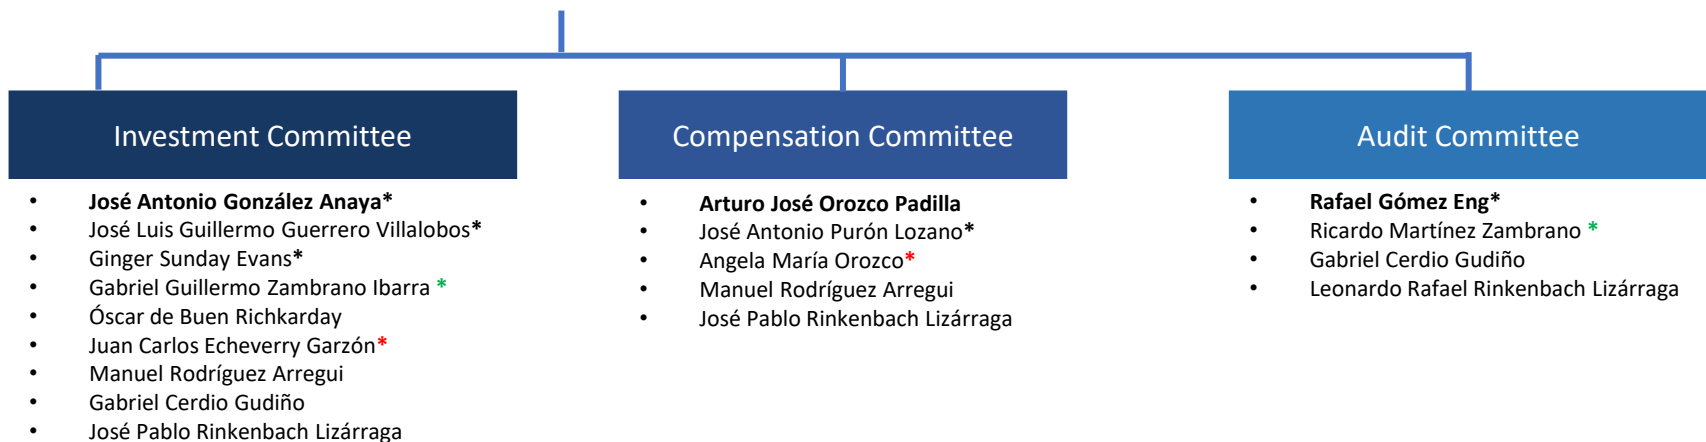 Investment Committee
• José Antonio González Anaya*
• José Luis Guillermo Guerrero Villalobos*
• Ginger Sunday Evans*
• Gabriel Guillermo Zambrano Ibarra *
• Óscar de Buen Richkarday
• Juan Carlos Echeverry Garzón*
• Manuel Rodríguez Arregui
• Gabriel Cerdio Gudiño
• José Pablo Rinkenbach Lizárraga
Compensation Committee
• Arturo José Orozco Padilla
• José Antonio Purón Lozano*
• Angela María Orozco*
• Manuel Rodríguez Arregui
• José Pablo Rinkenbach Lizárraga
Audit Committee
• Rafael Gómez Eng*
• Ricardo Martínez Zambrano *
• Gabriel Cerdio Gudiño
• Leonardo Rafael Rinkenbach Lizárraga